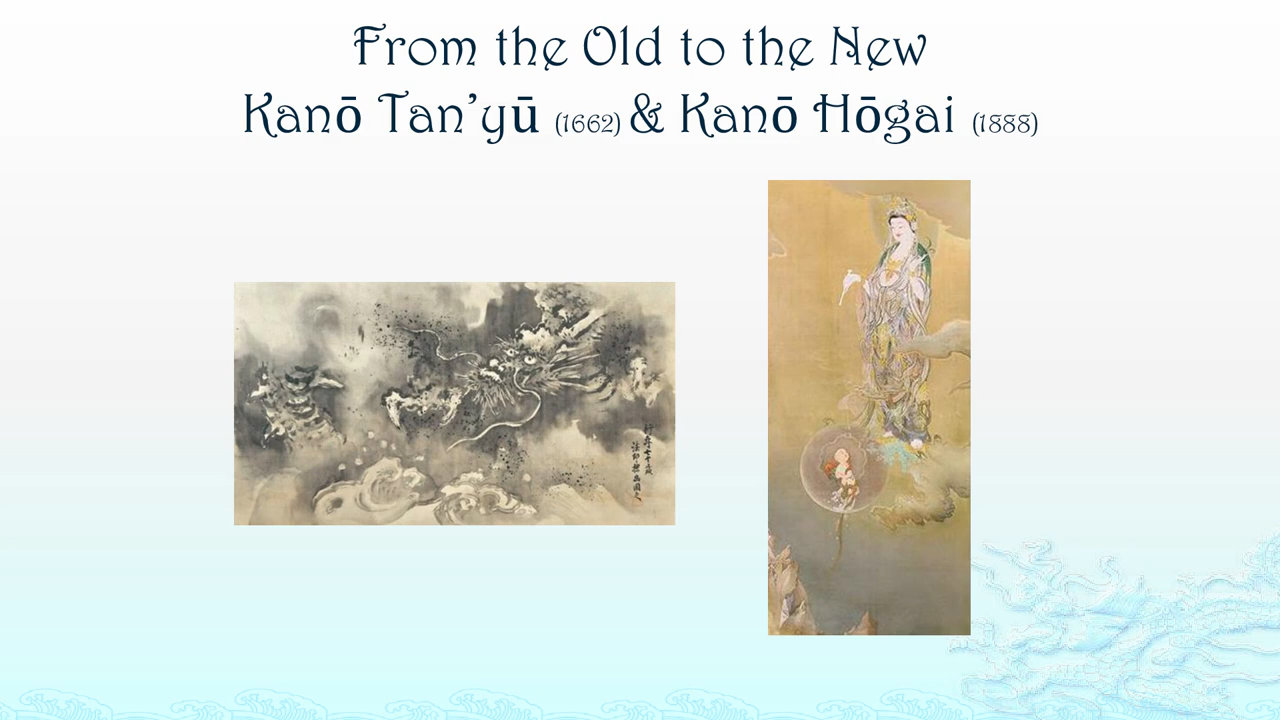 From the Old to the New
Kanō Tan’yū (1662) & Kanō Hōgai (1888)